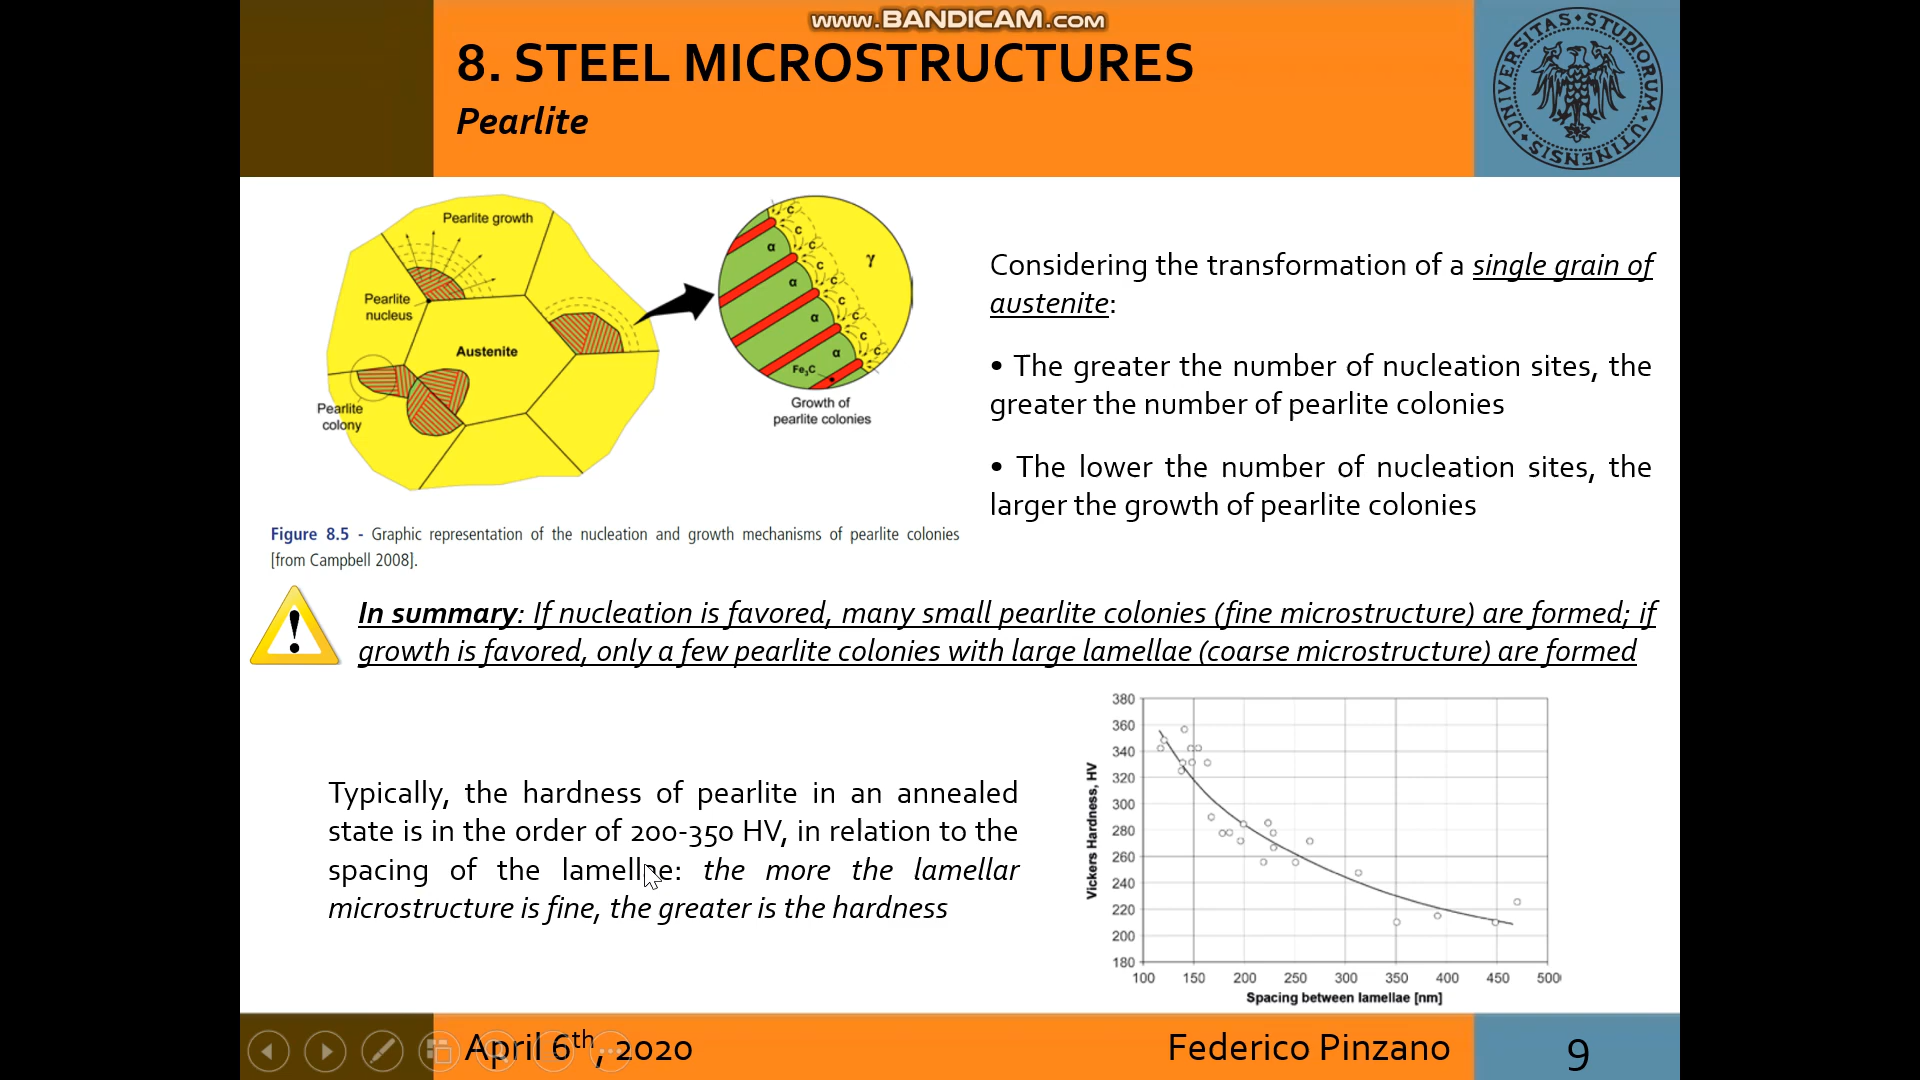 www.BANDICAM.com
8. STEEL MICROSTRUCTURES
Pearlite
UNIVERSITAS STUDIORUM UTINENSIS
Pearlite growth
Pearlite
nucleus
Austenite
Pearlite
colony
C
C
C
C
C
C
C
C
γ
α
α
α
α
Fe3C
Growth of
pearlite colonies
Figure 8.5 - Graphic representation of the nucleation and growth mechanisms of pearlite colonies
[from Campbell 2008].
Considering the transformation of a single grain of
austenite:
• The greater the number of nucleation sites, the
greater the number of pearlite colonies
• The lower the number of nucleation sites, the
larger the growth of pearlite colonies
In summary: If nucleation is favored, many small pearlite colonies (fine microstructure) are formed; if
growth is favored, only a few pearlite colonies with large lamellae (coarse microstructure) are formed
Typically, the hardness of pearlite in an annealed
state is in the order of 200-350 HV, in relation to the
spacing of the lamellae: the more the lamellar
microstructure is fine, the greater is the hardness
Vickers Hardness, HV
380
360
340
320
300
280
260
240
220
200
180
100 150 200 250 300 350 400 450 500
Spacing between lamellae [nm]
April 6th, 2020
Federico Pinzano
9